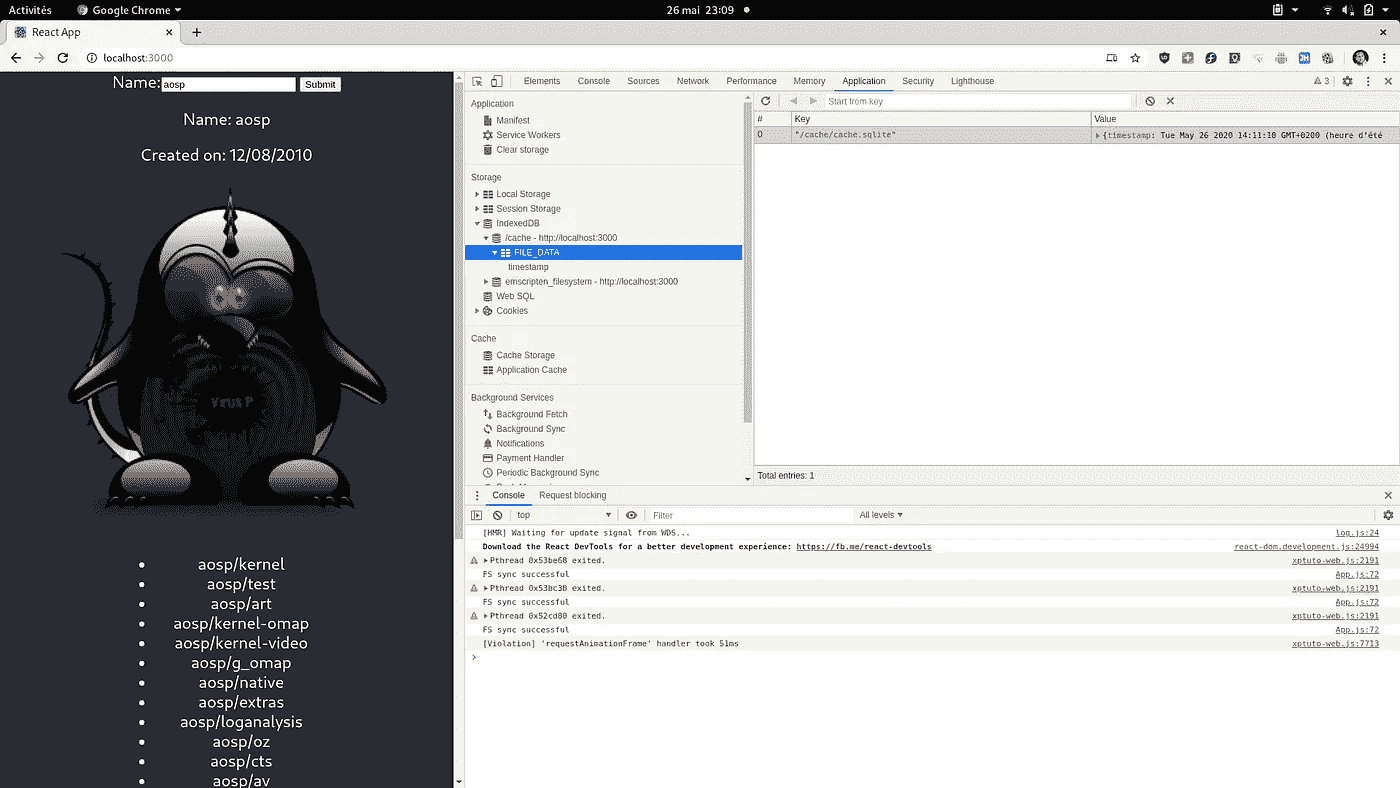 Activités Google Chrome 26 mai 23:09
React App
localhost:3000
Name: aosp Submit
Name: aosp
Created on: 12/08/2010
VIRUS P
aosp/kernel
aosp/test
aosp/art
aosp/kernel-omap
aosp/kernel-video
aosp/g_omap
aosp/native
aosp/extras
aosp/loganalysis
aosp/oz
aosp/cts
aosp/av
Elements Console Sources Network Performance Memory Application Security Lighthouse 3
Application
Manifest
Service Workers
Clear storage
Storage
Local Storage
Session Storage
IndexedDB
/cache - http://localhost:3000
FILE_DATA
timestamp
emscripten_filesystem - http://localhost:3000
Web SQL
Cookies
Cache
Cache Storage
Application Cache
Background Services
Background Fetch
Background Sync
Notifications
Payment Handler
Periodic Background Sync
Start from key
# Key Value
0 "/cache/cache.sqlite" {timestamp: Tue May 26 2020 14:11:10 GMT+0200 (heure d'été
Total entries: 1
Console Request blocking
top Filter All levels
[HMR] Waiting for update signal from WDS... log.js:24
Download the React DevTools for a better development experience: https://fb.me/react-devtools react-dom.development.js:24994
Pthread 0x53be68 exited. xptuto-web.js:2191
FS sync successful App.js:72
Pthread 0x53bc38 exited. xptuto-web.js:2191
FS sync successful App.js:72
Pthread 0x52cd80 exited. xptuto-web.js:2191
FS sync successful App.js:72
[Violation] 'requestAnimationFrame' handler took 51ms xptuto-web.js:7713